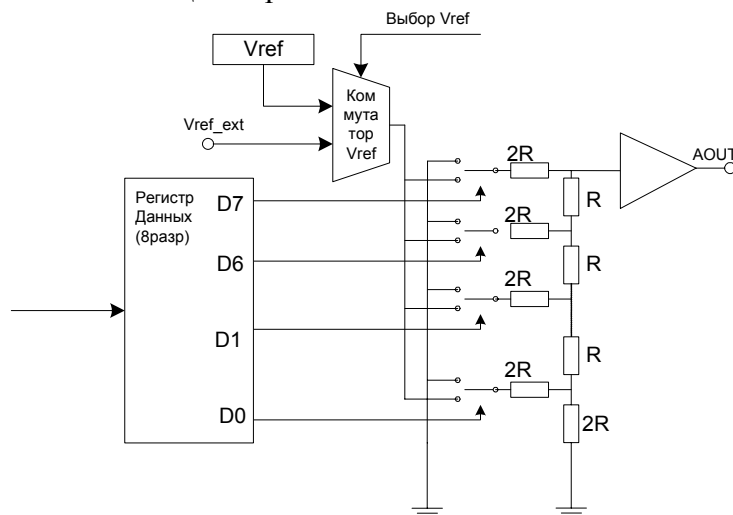 Выбор Vref
Vref
Ком
мута
тор
Vref
Vref_ext
Регистр
Данных
(8разр)
D7
D6
D1
D0
2R
2R
2R
2R
R
R
R
2R
AOUT